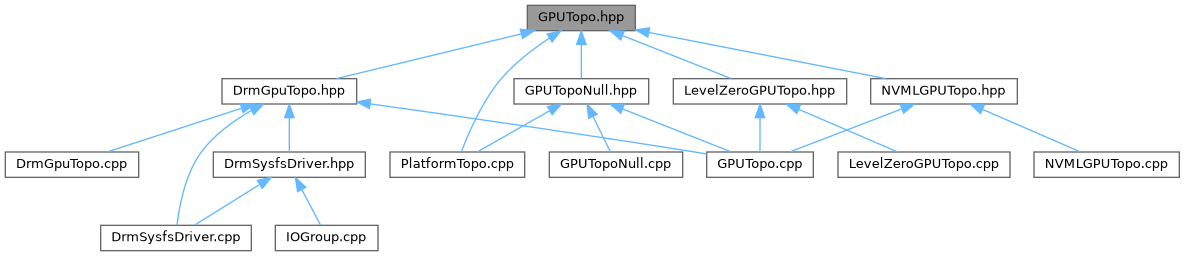 GPUTopo.hpp
DrmGpuTopo.hpp
GPUTopoNull.hpp
LevelZeroGPUTopo.hpp
NVMLGPUTopo.hpp
DrmGpuTopo.cpp
DrmSysfsDriver.hpp
PlatformTopo.cpp
GPUTopoNull.cpp
GPUTopo.cpp
LevelZeroGPUTopo.cpp
NVMLGPUTopo.cpp
DrmSysfsDriver.cpp
IOGroup.cpp